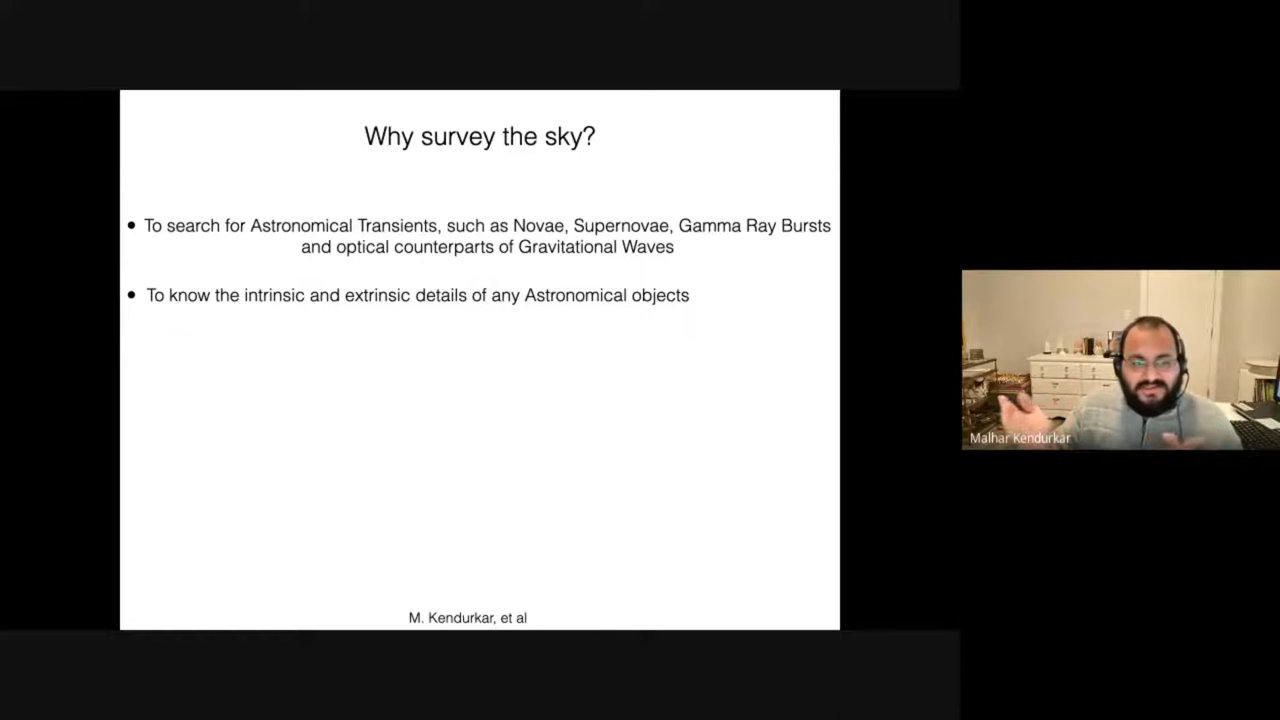 Why survey the sky?
• To search for Astronomical Transients, such as Novae, Supernovae, Gamma Ray Bursts
and optical counterparts of Gravitational Waves
• To know the intrinsic and extrinsic details of any Astronomical objects
M. Kendurkar, et al
Malhar Kendurkar